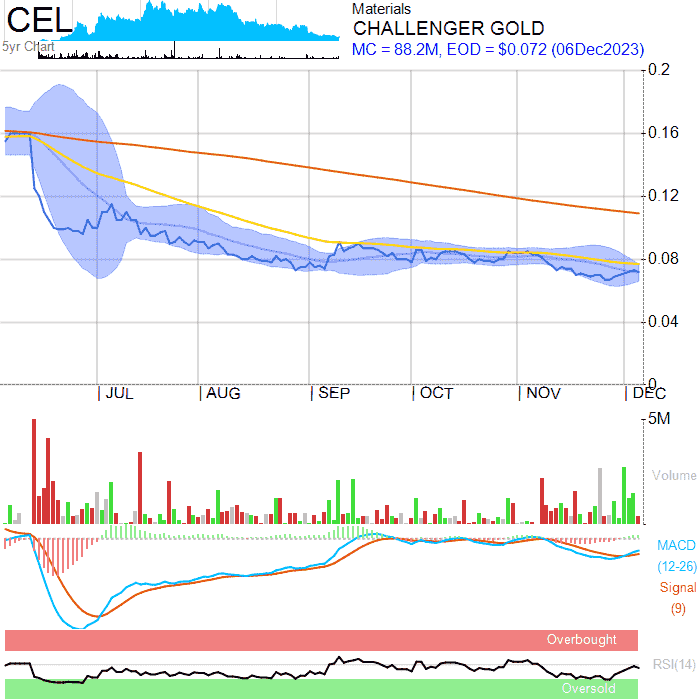 CEL
5yr Chart
Materials
CHALLENGER GOLD
MC = 88.2M, EOD = $0.072 (06Dec2023)
0.2
0.16
0.12
0.08
0.04
0
JUL
AUG
SEP
OCT
NOV
DEC
5M
Volume
MACD
(12-26)
Signal
(9)
Overbought
RSI(14)
Oversold